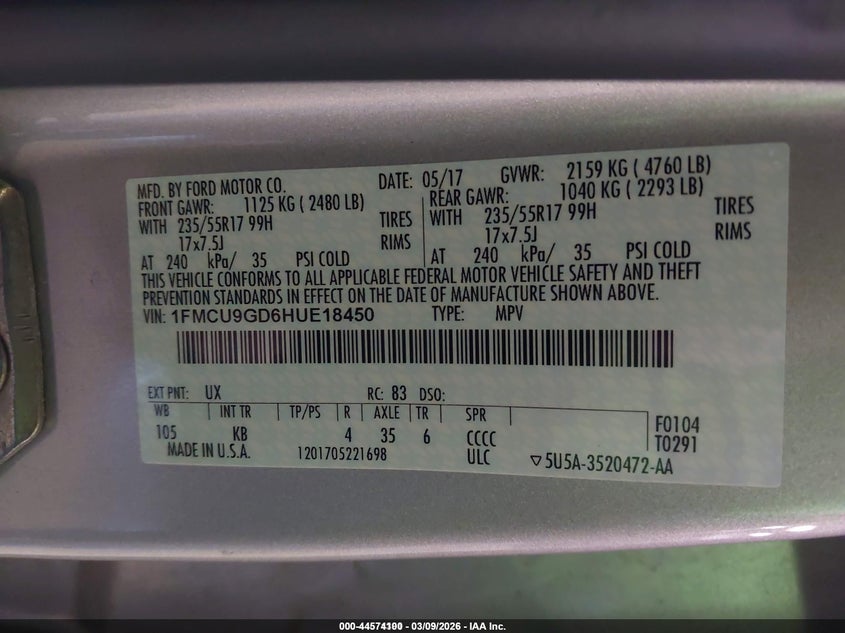 MFD. BY FORD MOTOR CO. DATE: 05/17 GVWR: 2159 KG ( 4760 LB)
FRONT GAWR: 1125 KG ( 2480 LB) REAR GAWR: 1040 KG ( 2293 LB)
WITH 235/55R17 99H TIRES WITH 235/55R17 99H TIRES
17x7.5J RIMS 17x7.5J RIMS
AT 240 kPa/ 35 PSI COLD AT 240 kPa/ 35 PSI COLD
THIS VEHICLE CONFORMS TO ALL APPLICABLE FEDERAL MOTOR VEHICLE SAFETY AND THEFT
PREVENTION STANDARDS IN EFFECT ON THE DATE OF MANUFACTURE SHOWN ABOVE.
VIN: 1FMCU9GD6HUE18450 TYPE: MPV
EXT PNT: UX RC: 83 DSO:
WB INT TR TP/PS R AXLE TR SPR
105 KB 4 35 6 CCCC F0104
MADE IN U.S.A. 1201705221698 ULC T0291
▽5U5A-3520472-AA
- 03/09/2026 - IAA Inc.